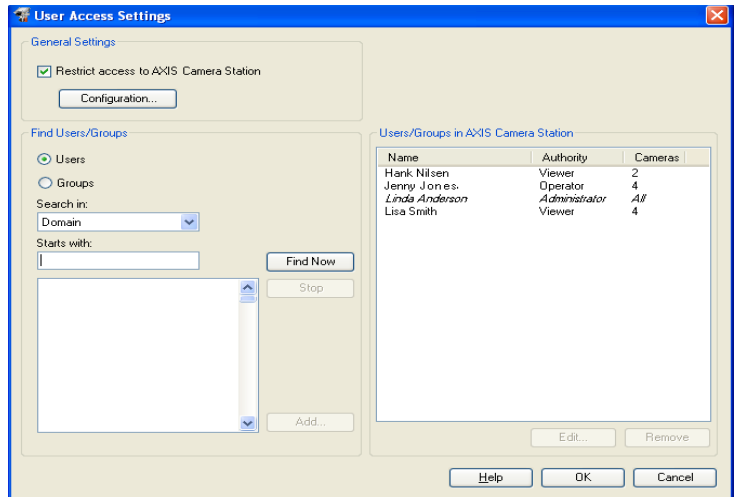 User Access Settings
General Settings
Restrict access to AXIS Camera Station
Configuration...
Find Users/Groups
Users
Groups
Search in:
Domain
Starts with:
Find Now
Stop
Add...
Users/Groups in AXIS Camera Station
Name Authority Cameras
Hank Nilsen Viewer 2
Jenny Jones. Operator 4
Linda Anderson Administrator All
Lisa Smith Viewer 4
Edit... Remove
Help OK Cancel